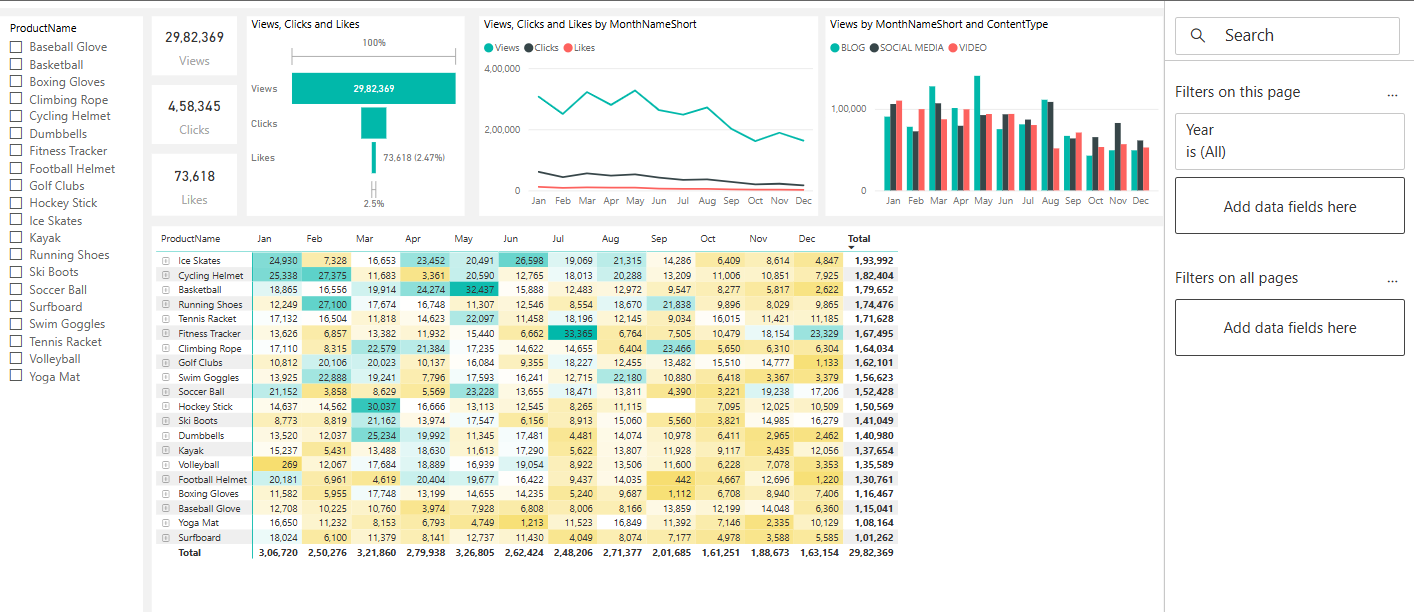 ProductName
Baseball Glove
Basketball
Boxing Gloves
Climbing Rope
Cycling Helmet
Dumbbells
Fitness Tracker
Football Helmet
Golf Clubs
Hockey Stick
Ice Skates
Kayak
Running Shoes
Ski Boots
Soccer Ball
Surfboard
Swim Goggles
Tennis Racket
Volleyball
Yoga Mat
29,82,369
Views
4,58,345
Clicks
73,618
Likes
Views, Clicks and Likes
100%
Views
29,82,369
Clicks
Likes
73,618 (2.47%)
2.5%
Views, Clicks and Likes by MonthNameShort
Views Clicks Likes
4,00,000
2,00,000
0
Jan Feb Mar Apr May Jun Jul Aug Sep Oct Nov Dec
Views by MonthNameShort and ContentType
BLOG SOCIAL MEDIA VIDEO
1,00,000
0
Jan Feb Mar Apr May Jun Jul Aug Sep Oct Nov Dec
ProductName Jan Feb Mar Apr May Jun Jul Aug Sep Oct Nov Dec Total
Ice Skates 24,930 7,328 16,653 23,452 20,491 26,598 19,069 21,315 14,286 6,409 8,614 4,847 1,93,992
Cycling Helmet 25,338 27,375 11,683 3,361 20,590 12,765 18,013 20,288 13,209 11,006 10,851 7,925 1,82,404
Basketball 18,865 16,556 19,914 24,274 32,437 15,888 12,483 12,972 9,547 8,277 5,817 2,622 1,79,652
Running Shoes 12,249 27,100 17,674 16,748 11,307 12,546 8,554 18,670 21,838 9,896 8,029 9,865 1,74,476
Tennis Racket 17,132 16,504 11,818 14,623 22,097 11,458 18,196 12,145 9,034 16,015 11,421 11,185 1,71,628
Fitness Tracker 13,626 6,857 13,382 11,932 15,440 6,662 33,365 6,764 7,505 10,479 18,154 23,329 1,67,495
Climbing Rope 17,110 8,315 22,579 21,384 17,235 14,622 14,655 6,404 23,466 5,650 6,310 6,304 1,64,034
Golf Clubs 10,812 20,106 20,023 10,137 16,084 9,355 18,227 12,455 13,482 15,510 14,777 1,133 1,62,101
Swim Goggles 13,925 22,888 19,241 7,796 17,593 16,241 12,715 22,180 10,880 6,418 3,367 3,379 1,56,623
Soccer Ball 21,152 3,858 8,629 5,569 23,228 13,655 18,471 13,811 4,390 3,221 19,238 17,206 1,52,428
Hockey Stick 14,637 14,562 30,037 16,666 13,113 12,545 8,265 11,115 7,095 12,025 10,509 1,50,569
Ski Boots 8,773 8,819 21,162 13,974 17,547 6,156 8,913 15,060 5,560 3,821 14,985 16,279 1,41,049
Dumbbells 13,520 12,037 25,234 19,992 11,345 17,481 4,481 14,074 10,978 6,411 2,965 2,462 1,40,980
Kayak 15,237 5,431 13,488 18,630 11,613 17,290 5,622 13,807 11,928 9,117 3,435 12,056 1,37,654
Volleyball 269 12,067 17,684 18,889 16,939 19,054 8,922 13,506 11,600 6,228 7,078 3,353 1,35,589
Football Helmet 20,181 6,961 4,619 20,404 19,677 16,422 9,437 14,035 442 4,667 12,696 1,220 1,30,761
Boxing Gloves 11,582 5,955 17,748 13,199 14,655 14,235 5,240 9,687 1,112 6,708 8,940 7,406 1,16,467
Baseball Glove 12,708 10,225 10,760 3,974 7,928 6,808 8,006 8,166 13,859 12,199 14,048 6,360 1,15,041
Yoga Mat 16,650 11,232 8,153 6,793 4,749 1,213 11,523 16,849 11,392 7,146 2,335 10,129 1,08,164
Surfboard 18,024 6,100 11,379 8,141 12,737 11,430 4,049 8,074 7,177 4,978 3,588 5,585 1,01,262
Total 3,06,720 2,50,276 3,21,860 2,79,938 3,26,805 2,62,424 2,48,206 2,71,377 2,01,685 1,61,251 1,88,673 1,63,154 29,82,369
Search
Filters on this page ...
Year
is (All)
Add data fields here
Filters on all pages ...
Add data fields here